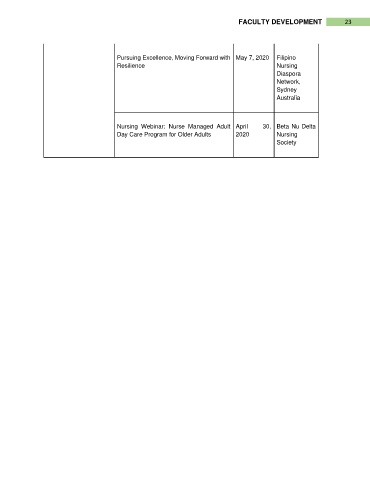 FACULTY DEVELOPMENT 23
Pursuing Excellence, Moving Forward with
Resilience
May 7, 2020
Filipino
Nursing
Diaspora
Network,
Sydney
Australia
Nursing Webinar: Nurse Managed Adult
Day Care Program for Older Adults
April 30,
2020
Beta Nu Delta
Nursing
Society